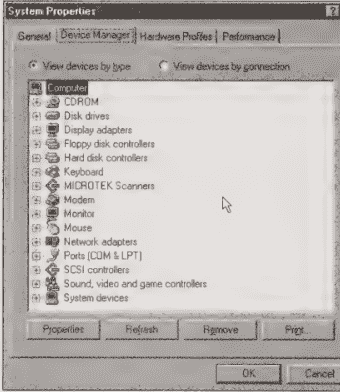 System Properties
General Device Manager Hardware Profiles Performance
View devices by type View devices by connection
Computer
CDROM
Disk drives
Display adapters
Floppy disk controllers
Hard disk controllers
Keyboard
MICROTEK Scanners
Modem
Monitor
Mouse
Network adapters
Ports (COM & LPT)
SCSI controllers
Sound, video and game controllers
System devices
Properties Refresh Remove Print...
OK Cancel